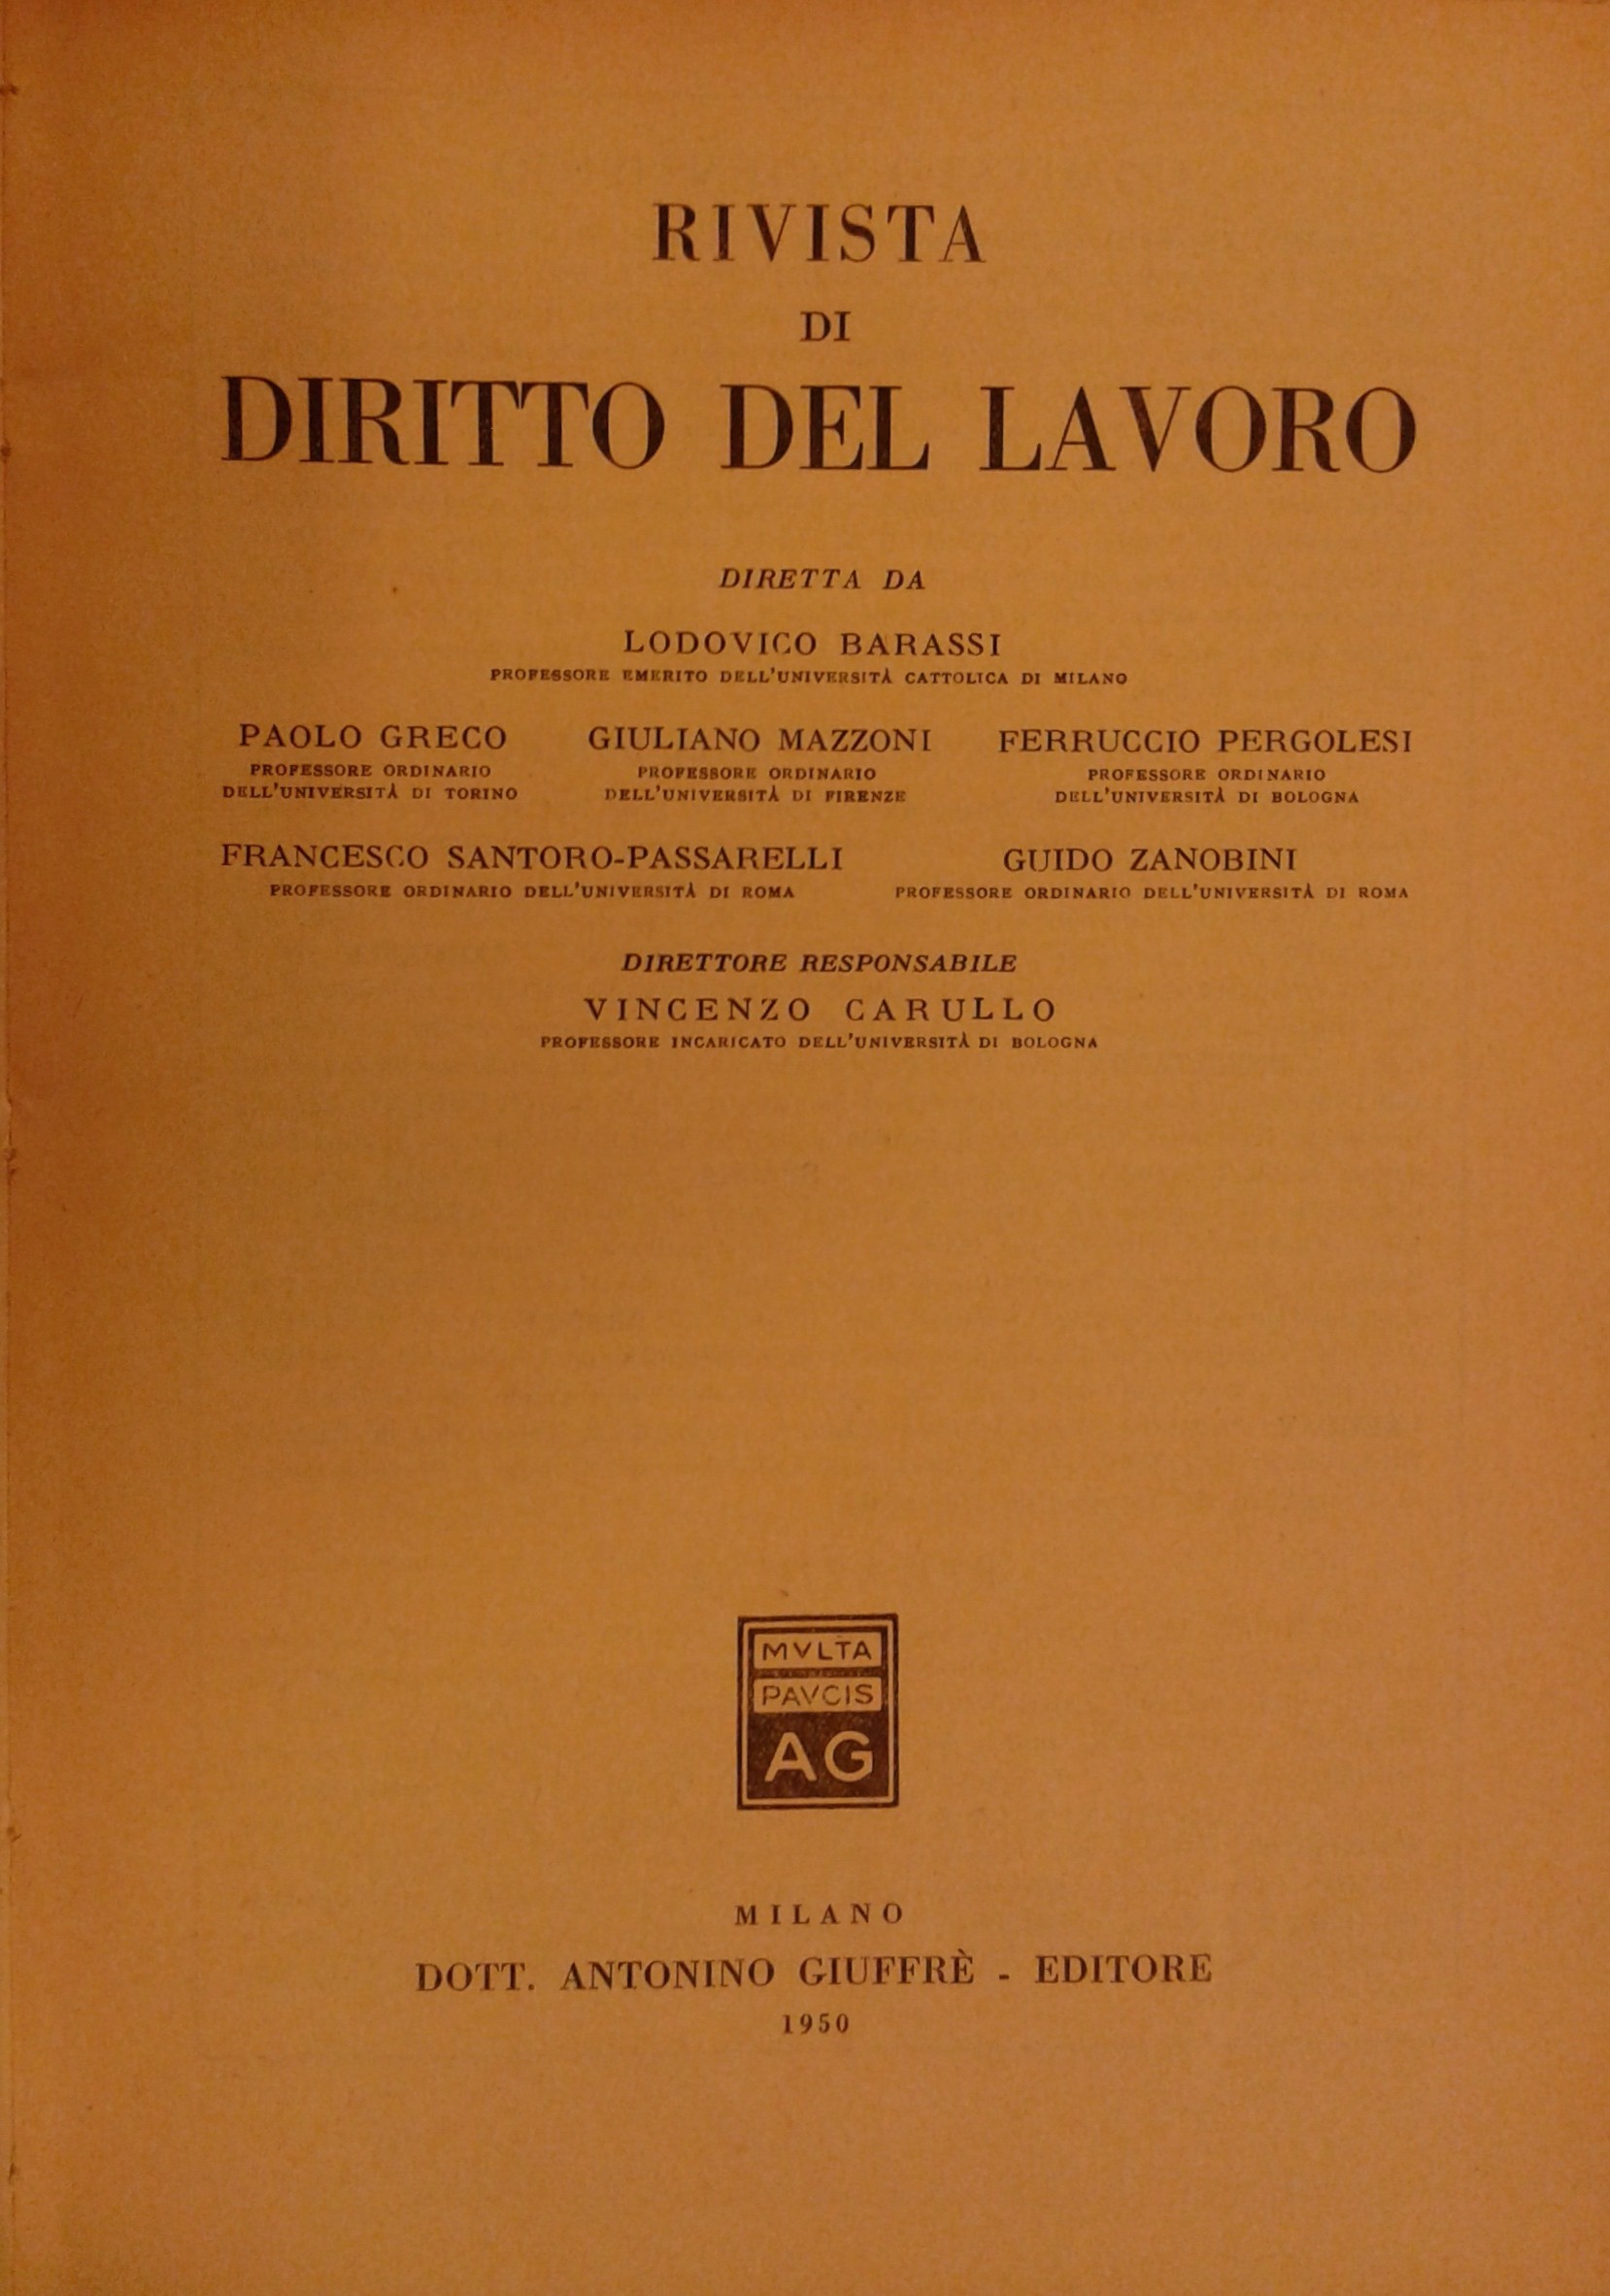 RIVISTA
DI
DIRITTO DEL LAVORO
DIRETTA DA
LODOVICO BARASSI
PROFESSORE EMERITO DELL'UNIVERSITÀ CATTOLICA DI MILANO
PAOLO GRECO GIULIANO MAZZONI FERRUCCIO PERGOLESI
PROFESSORE ORDINARIO PROFESSORE ORDINARIO PROFESSORE ORDINARIO
DELL'UNIVERSITÀ DI TORINO DELL'UNIVERSITÀ DI FIRENZE DELL'UNIVERSITÀ DI BOLOGNA
FRANCESCO SANTORO-PASSARELLI GUIDO ZANOBINI
PROFESSORE ORDINARIO DELL'UNIVERSITÀ DI ROMA PROFESSORE ORDINARIO DELL'UNIVERSITÀ DI ROMA
DIRETTORE RESPONSABILE
VINCENZO CARULLO
PROFESSORE INCARICATO DELL'UNIVERSITÀ DI BOLOGNA
MVLTA
PAVCIS
AG
MILANO
DOTT. ANTONINO GIUFFRÈ - EDITORE
1950